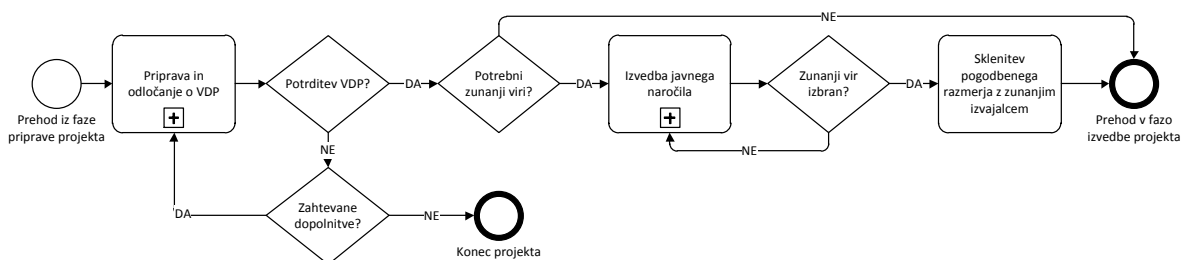 NE
Priprava in
odločanje o VDP
Potrditev VDP?
DA
Potrebni
zunanji viri?
DA
Izvedba javnega
naročila
Zunanji vir
izbran?
DA
Sklenitev
pogodbenega
razmerja z zunanjim
izvajalcem
Prehod iz faze
priprave projekta
Prehod v fazo
izvedbe projekta
NE
NE
DA
Zahtevane
dopolnitve?
NE
Konec projekta